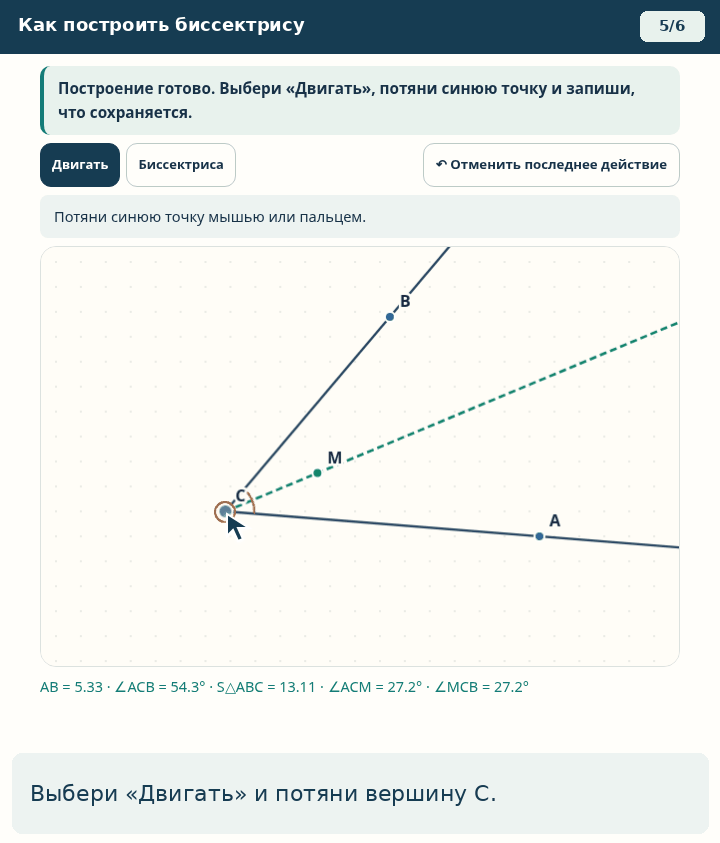 Как построить биссектрису
5/6
Построение готово. Выбери «Двигать», потяни синюю точку и запиши,
что сохраняется.
Двигать
Биссектриса
↶ Отменить последнее действие
Потяни синюю точку мышью или пальцем.
B
M
C
A
AB = 5.33 · ∠ACB = 54.3° · S△ABC = 13.11 · ∠ACM = 27.2° · ∠MCB = 27.2°
Выбери «Двигать» и потяни вершину C.